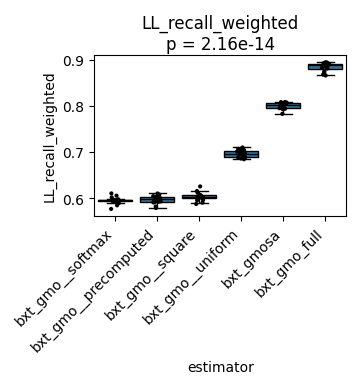 LL_recall_weighted
p = 2.16e-14
LL_recall_weighted
0.9
0.8
0.7
0.6
bxt_gmo__softmax
bxt_gmo__precomputed
bxt_gmo__square
bxt_gmo__uniform
bxt_gmosa
bxt_gmo_full
estimator